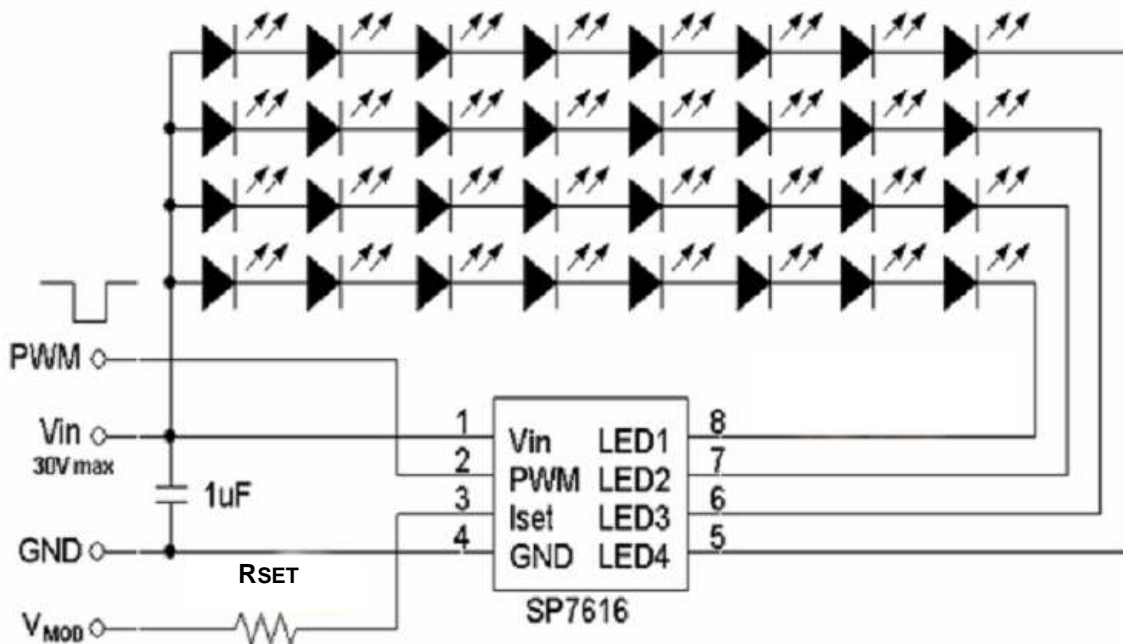 PWM
Vin
30V max
1uF
GND
RSET
VMOD
1
2
3
4
Vin LED1
PWM LED2
Iset LED3
GND LED4
8
7
6
5
SP7616